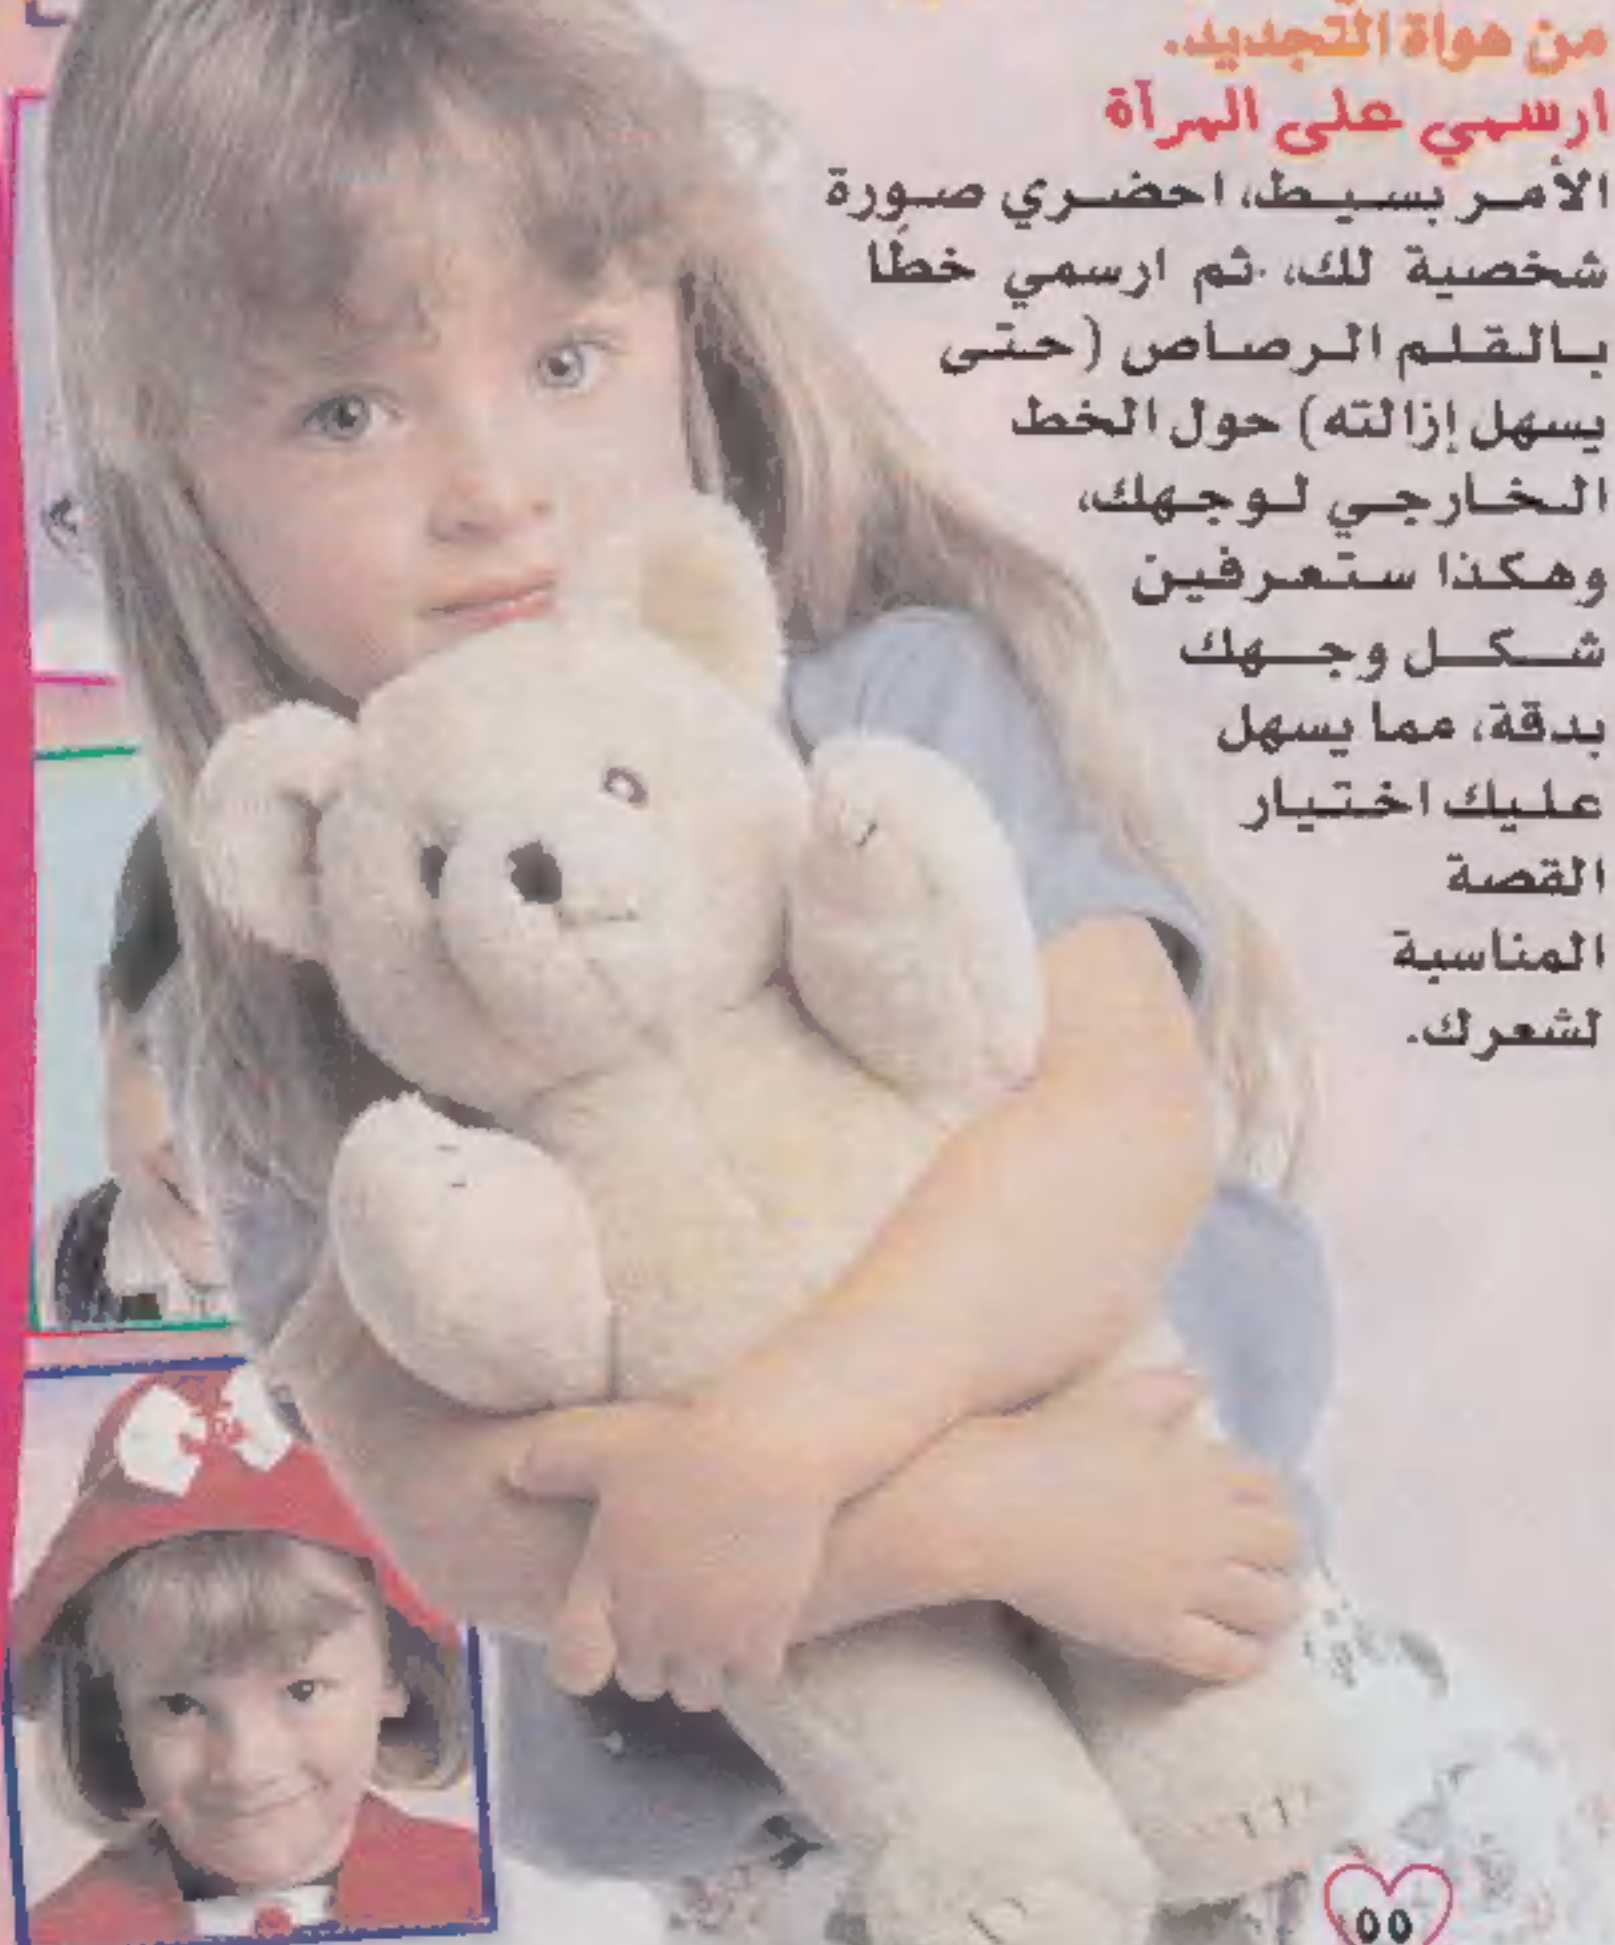 من هواة التجديد.
ارسمي على المرآة
الأمر بسيط، احضري صورة
شخصية لك، ثم ارسمي خطًا
بالقلم الرصاص (حتى
يسهل إزالته) حول الخط
الخارجي لوجهك،
وهكذا ستعرفين
شكل وجهك
بدقة، مما يسهل
عليك اختيار
القصة
المناسبة
لشعرك.
٥٥